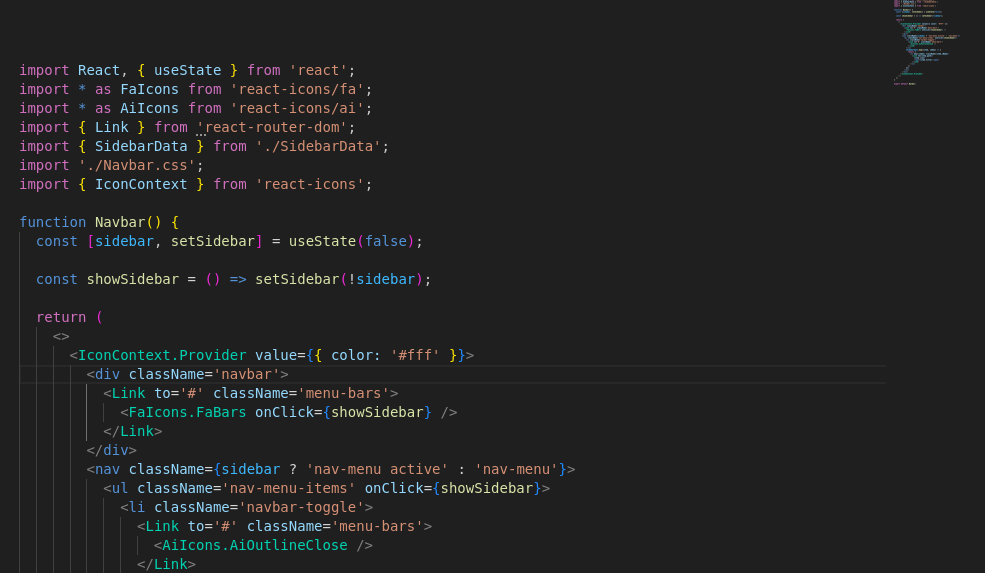 import React, { useState } from 'react';
import * as FaIcons from 'react-icons/fa';
import * as AiIcons from 'react-icons/ai';
import { Link } from 'react-router-dom';
import { SidebarData } from './SidebarData';
import './Navbar.css';
import { IconContext } from 'react-icons';

function Navbar() {
  const [sidebar, setSidebar] = useState(false);

  const showSidebar = () => setSidebar(!sidebar);

  return (
    <>
      <IconContext.Provider value={{ color: '#fff' }}>
        <div className='navbar'>
          <Link to='#' className='menu-bars'>
            <FaIcons.FaBars onClick={showSidebar} />
          </Link>
        </div>
        <nav className={sidebar ? 'nav-menu active' : 'nav-menu'}>
          <ul className='nav-menu-items' onClick={showSidebar}>
            <li className='navbar-toggle'>
              <Link to='#' className='menu-bars'>
                <AiIcons.AiOutlineClose />
              </Link>